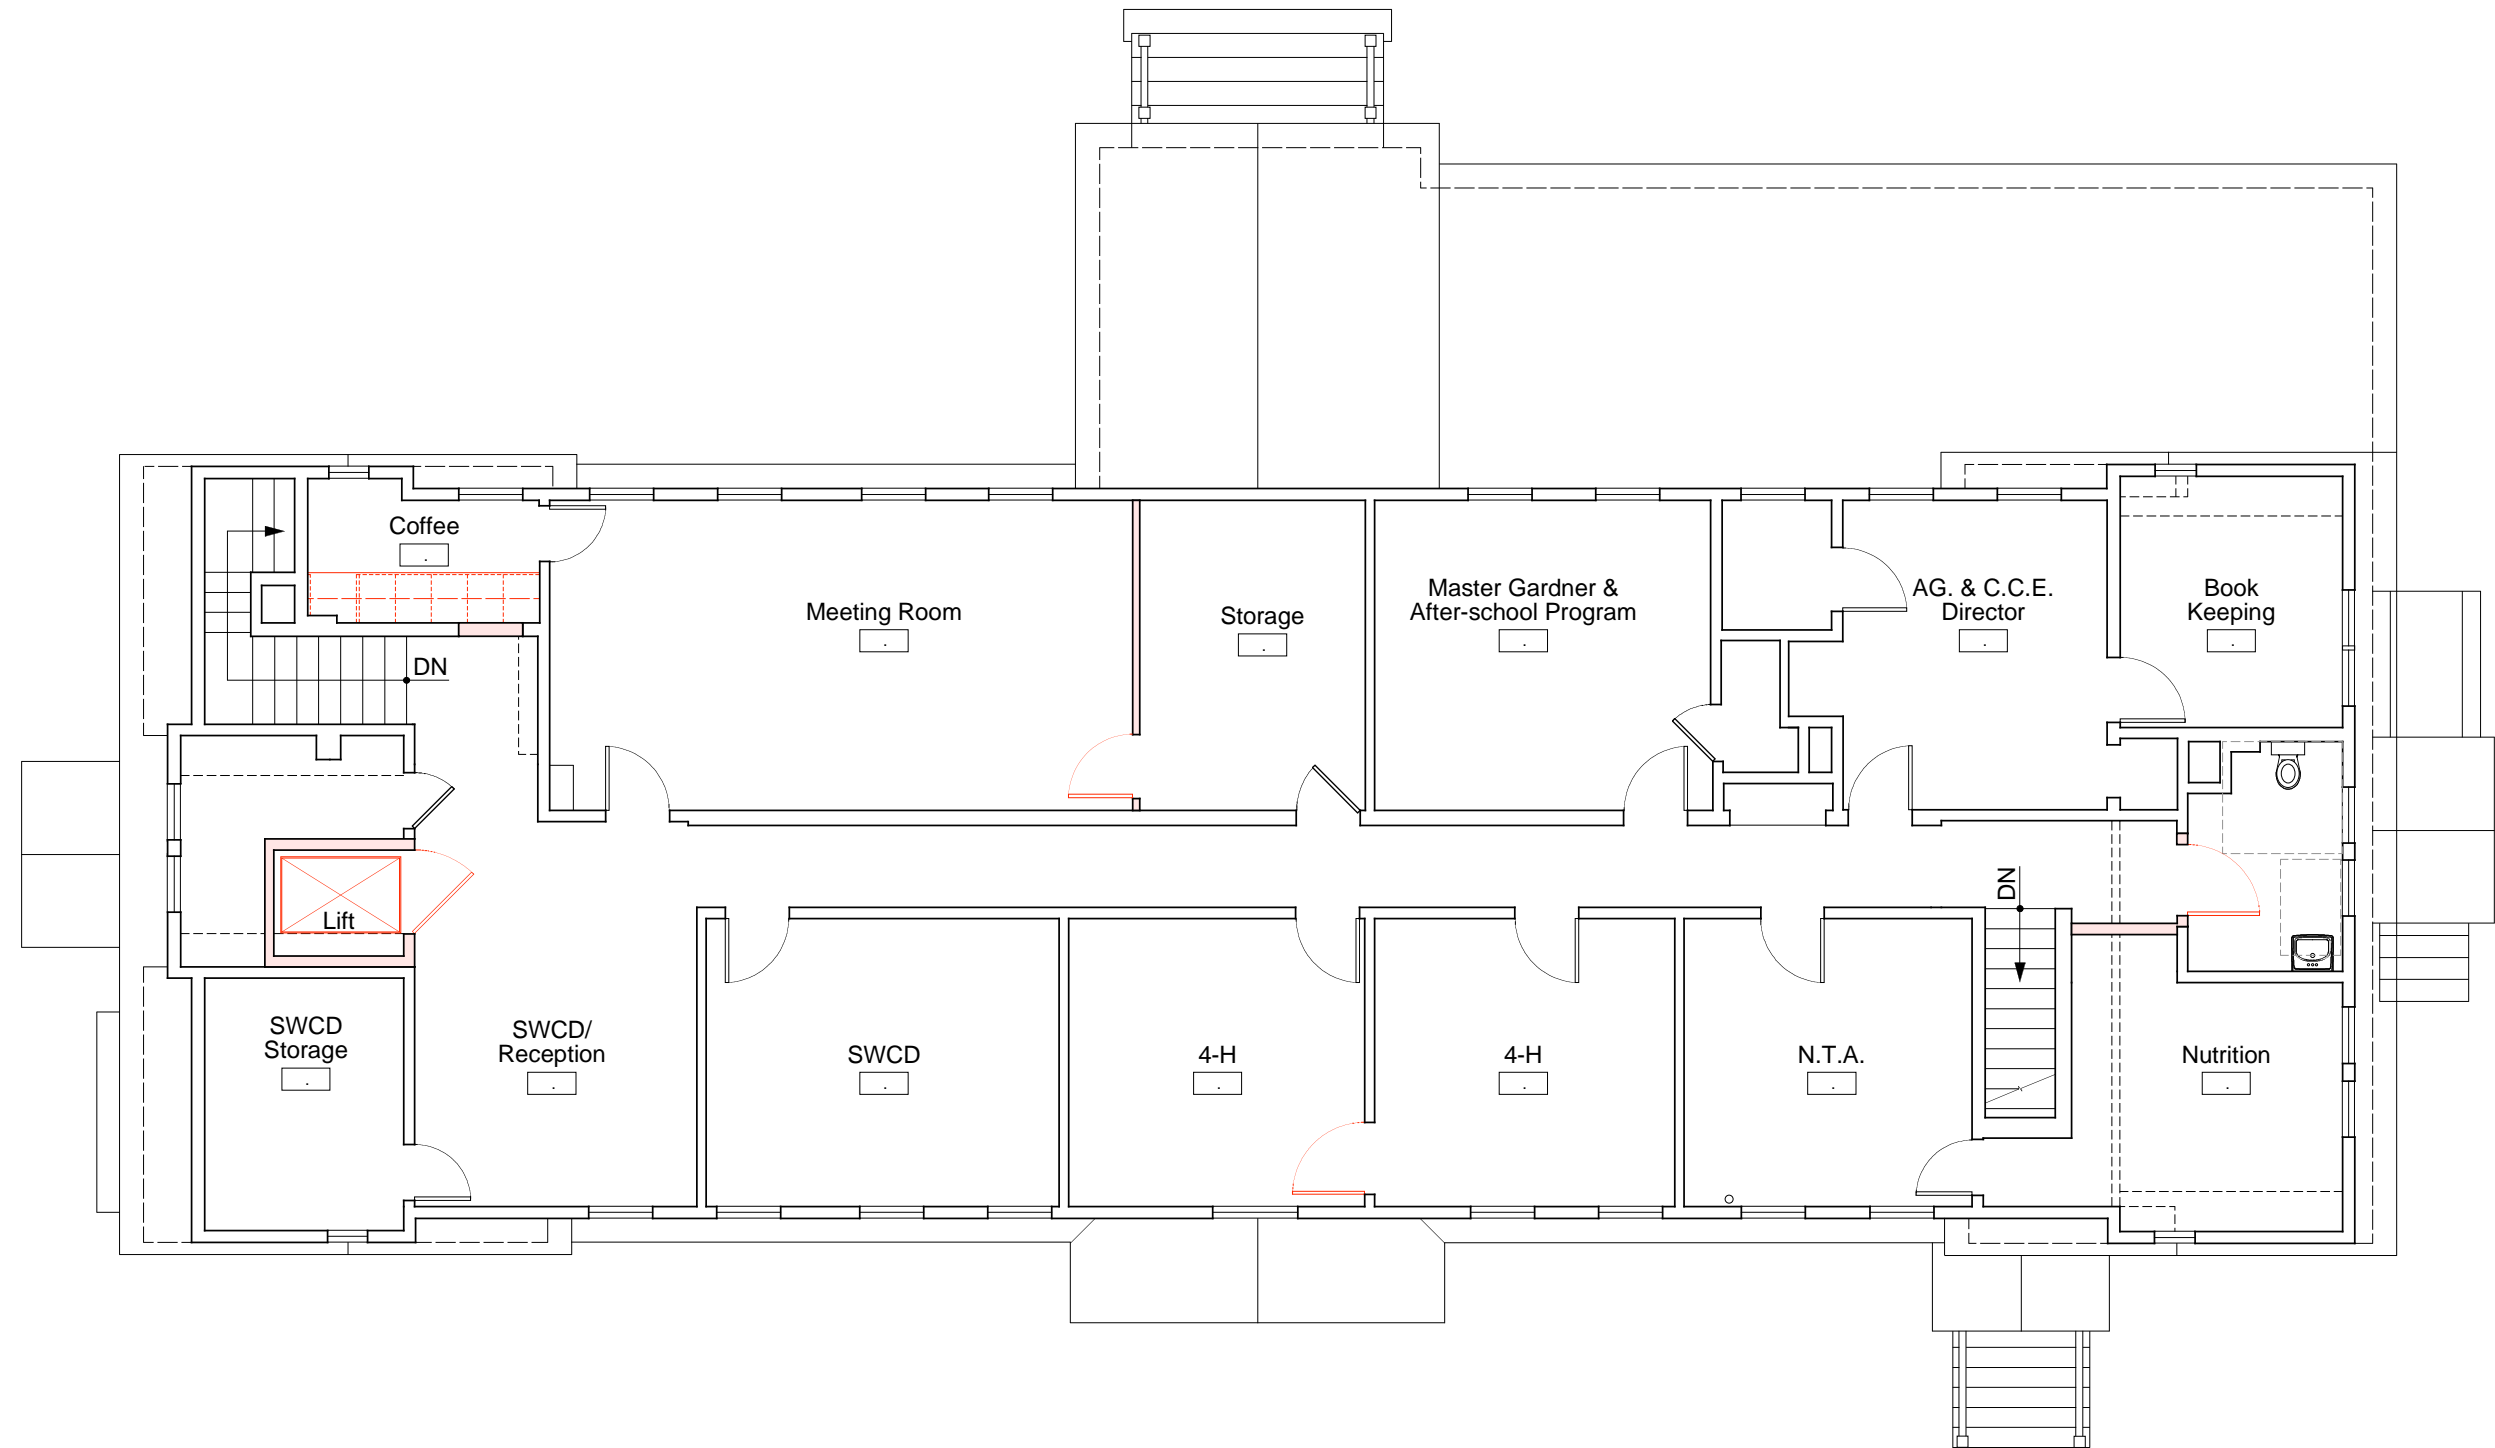 Coffee
Meeting Room
Storage
Master Gardner &
After-school Program
AG. & C.C.E.
Director
Book
Keeping
DN
Lift
DN
SWCD
Storage
SWCD/
Reception
SWCD
4-H
4-H
N.T.A.
Nutrition